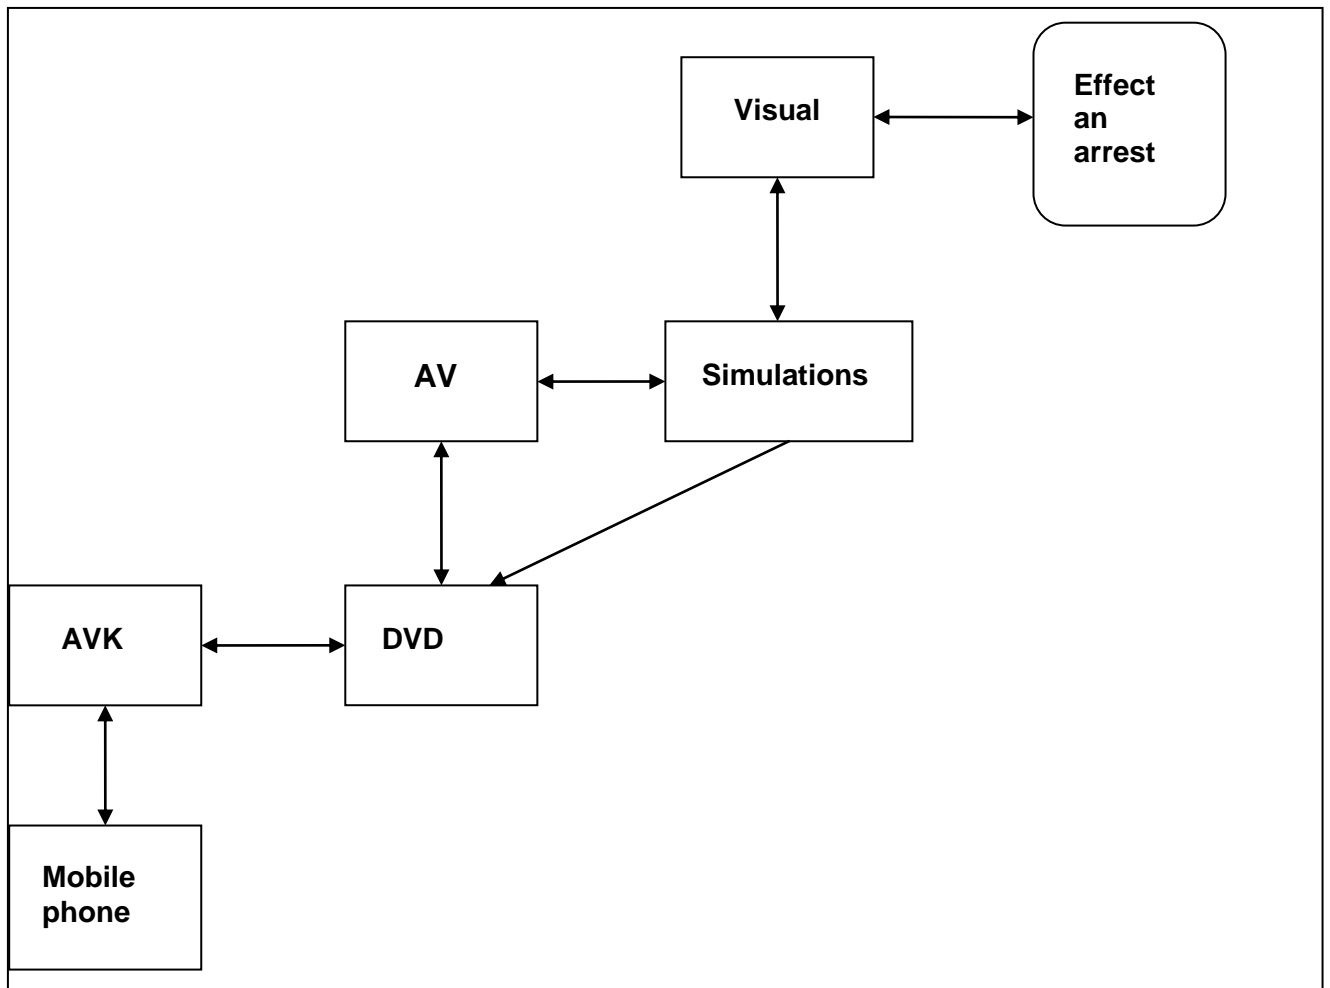 Visual
Effect
an
arrest
AV
Simulations
AVK
DVD
Mobile
phone